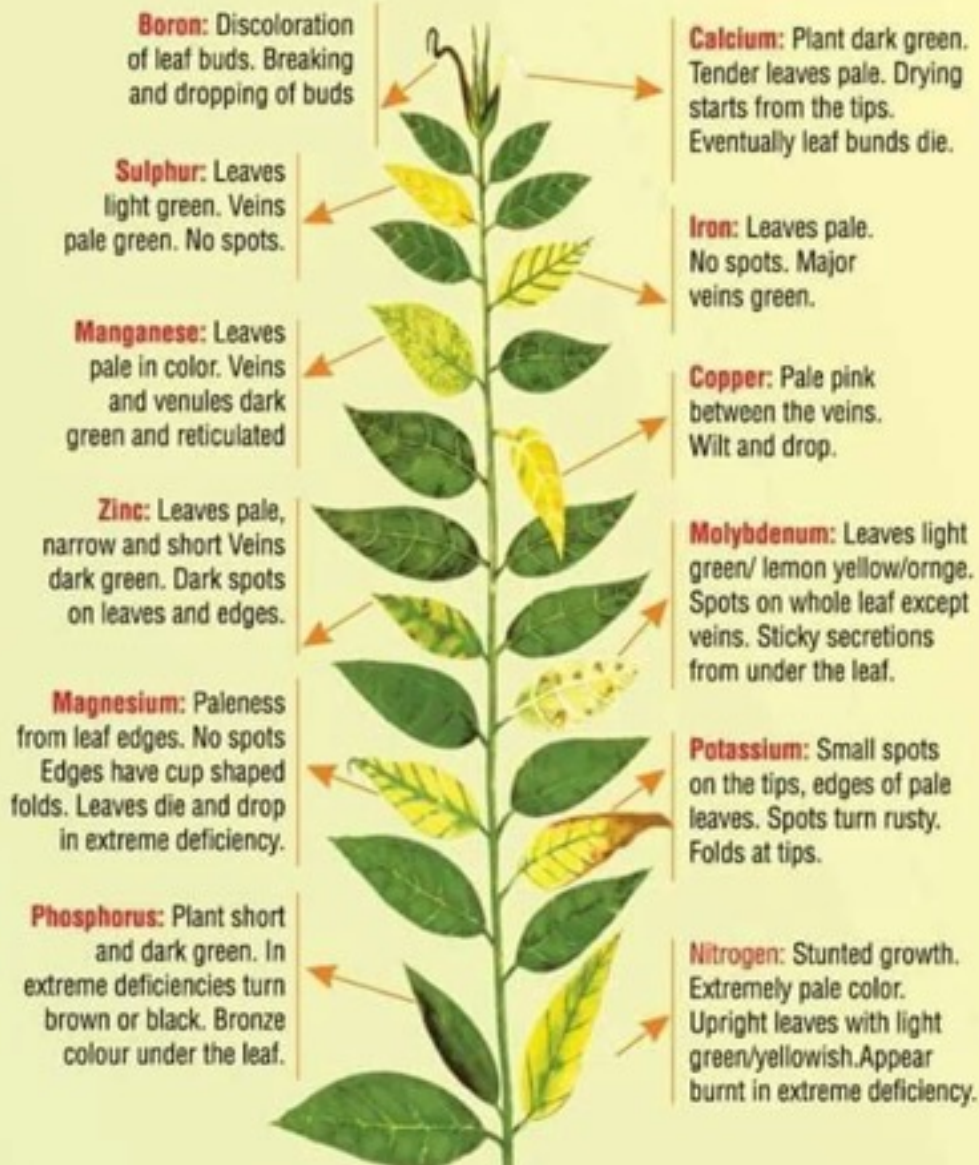 Boron: Discoloration
of leaf buds. Breaking
and dropping of buds
Sulphur: Leaves
light green. Veins
pale green. No spots.
Manganese: Leaves
pale in color. Veins
and venules dark
green and reticulated
Zinc: Leaves pale,
narrow and short Veins
dark green. Dark spots
on leaves and edges.
Magnesium: Paleness
from leaf edges. No spots
Edges have cup shaped
folds. Leaves die and drop
in extreme deficiency.
Phosphorus: Plant short
and dark green. In
extreme deficiencies turn
brown or black. Bronze
colour under the leaf.
Calcium: Plant dark green.
Tender leaves pale. Drying
starts from the tips.
Eventually leaf bunds die.
Iron: Leaves pale.
No spots. Major
veins green.
Copper: Pale pink
between the veins.
Wilt and drop.
Molybdenum: Leaves light
green/ lemon yellow/ornge.
Spots on whole leaf except
veins. Sticky secretions
from under the leaf.
Potassium: Small spots
on the tips, edges of pale
leaves. Spots turn rusty.
Folds at tips.
Nitrogen: Stunted growth.
Extremely pale color.
Upright leaves with light
green/yellowish.Appear
burnt in extreme deficiency.